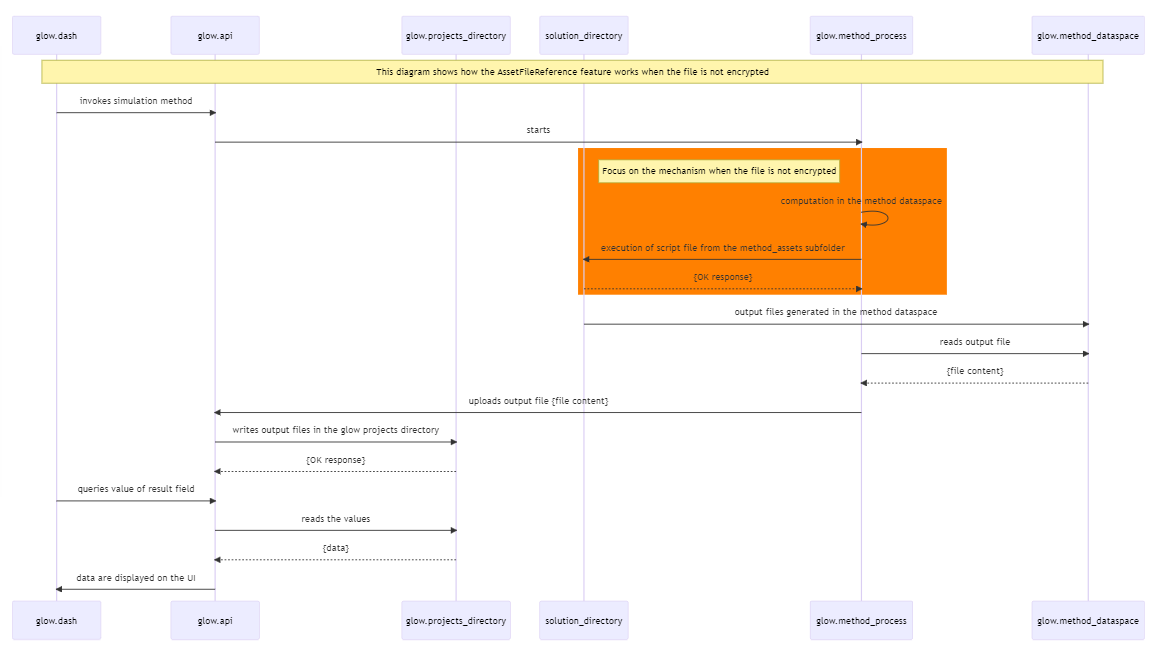 glow.dash
glow.api
glow.projects_directory
solution_directory
glow.method_process
glow.method_dataspace
This diagram shows how the AssetFileReference feature works when the file is not encrypted
invokes simulation method
starts
Focus on the mechanism when the file is not encrypted
computation in the method dataspace
execution of script file from the method_assets subfolder
{OK response}
output files generated in the method dataspace
reads output file
{file content}
uploads output file {file content}
writes output files in the glow projects directory
{OK response}
queries value of result field
reads the values
{data}
data are displayed on the UI
glow.dash
glow.api
glow.projects_directory
solution_directory
glow.method_process
glow.method_dataspace